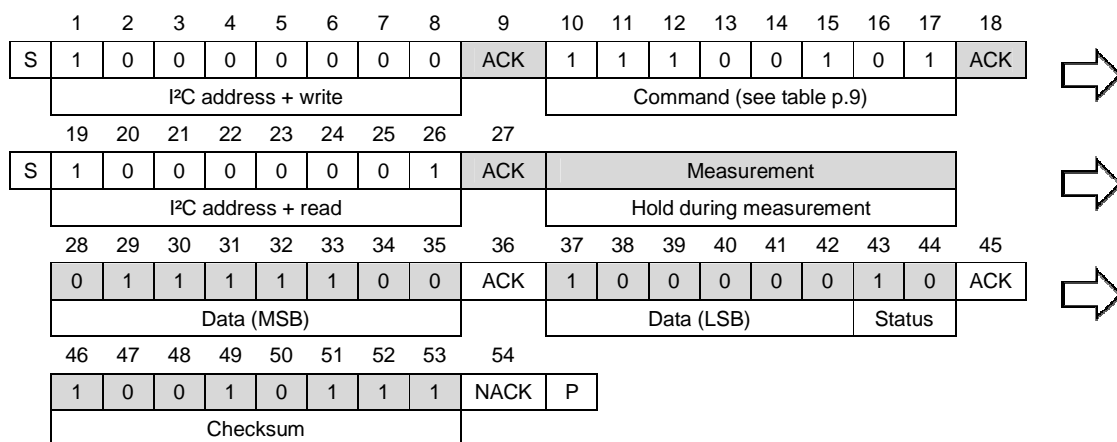 1 2 3 4 5 6 7 8 9 10 11 12 13 14 15 16 17 18
S 1 0 0 0 0 0 0 0 ACK 1 1 1 0 0 1 0 1 ACK
I²C address + write Command (see table p.9)
19 20 21 22 23 24 25 26 27
S 1 0 0 0 0 0 0 1 ACK Measurement
I²C address + read Hold during measurement
28 29 30 31 32 33 34 35 36 37 38 39 40 41 42 43 44 45
0 1 1 1 1 1 0 0 ACK 1 0 0 0 0 0 1 0 ACK
Data (MSB) Data (LSB) Status
46 47 48 49 50 51 52 53 54
1 0 0 1 0 1 1 1 NACK P
Checksum